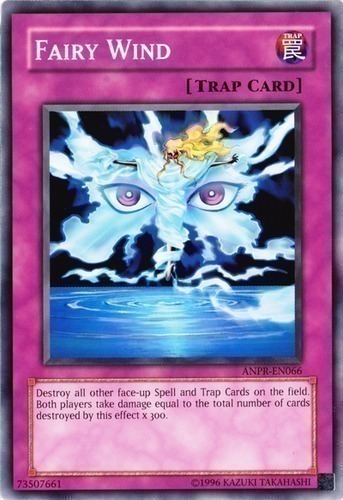 FAIRY WIND
TRAP
罠
[TRAP CARD]
ANPR-EN066
Destroy all other face-up Spell and Trap Cards on the field.
Both players take damage equal to the total number of cards
destroyed by this effect x 300.
73507661
©1996 KAZUKI TAKAHASHI